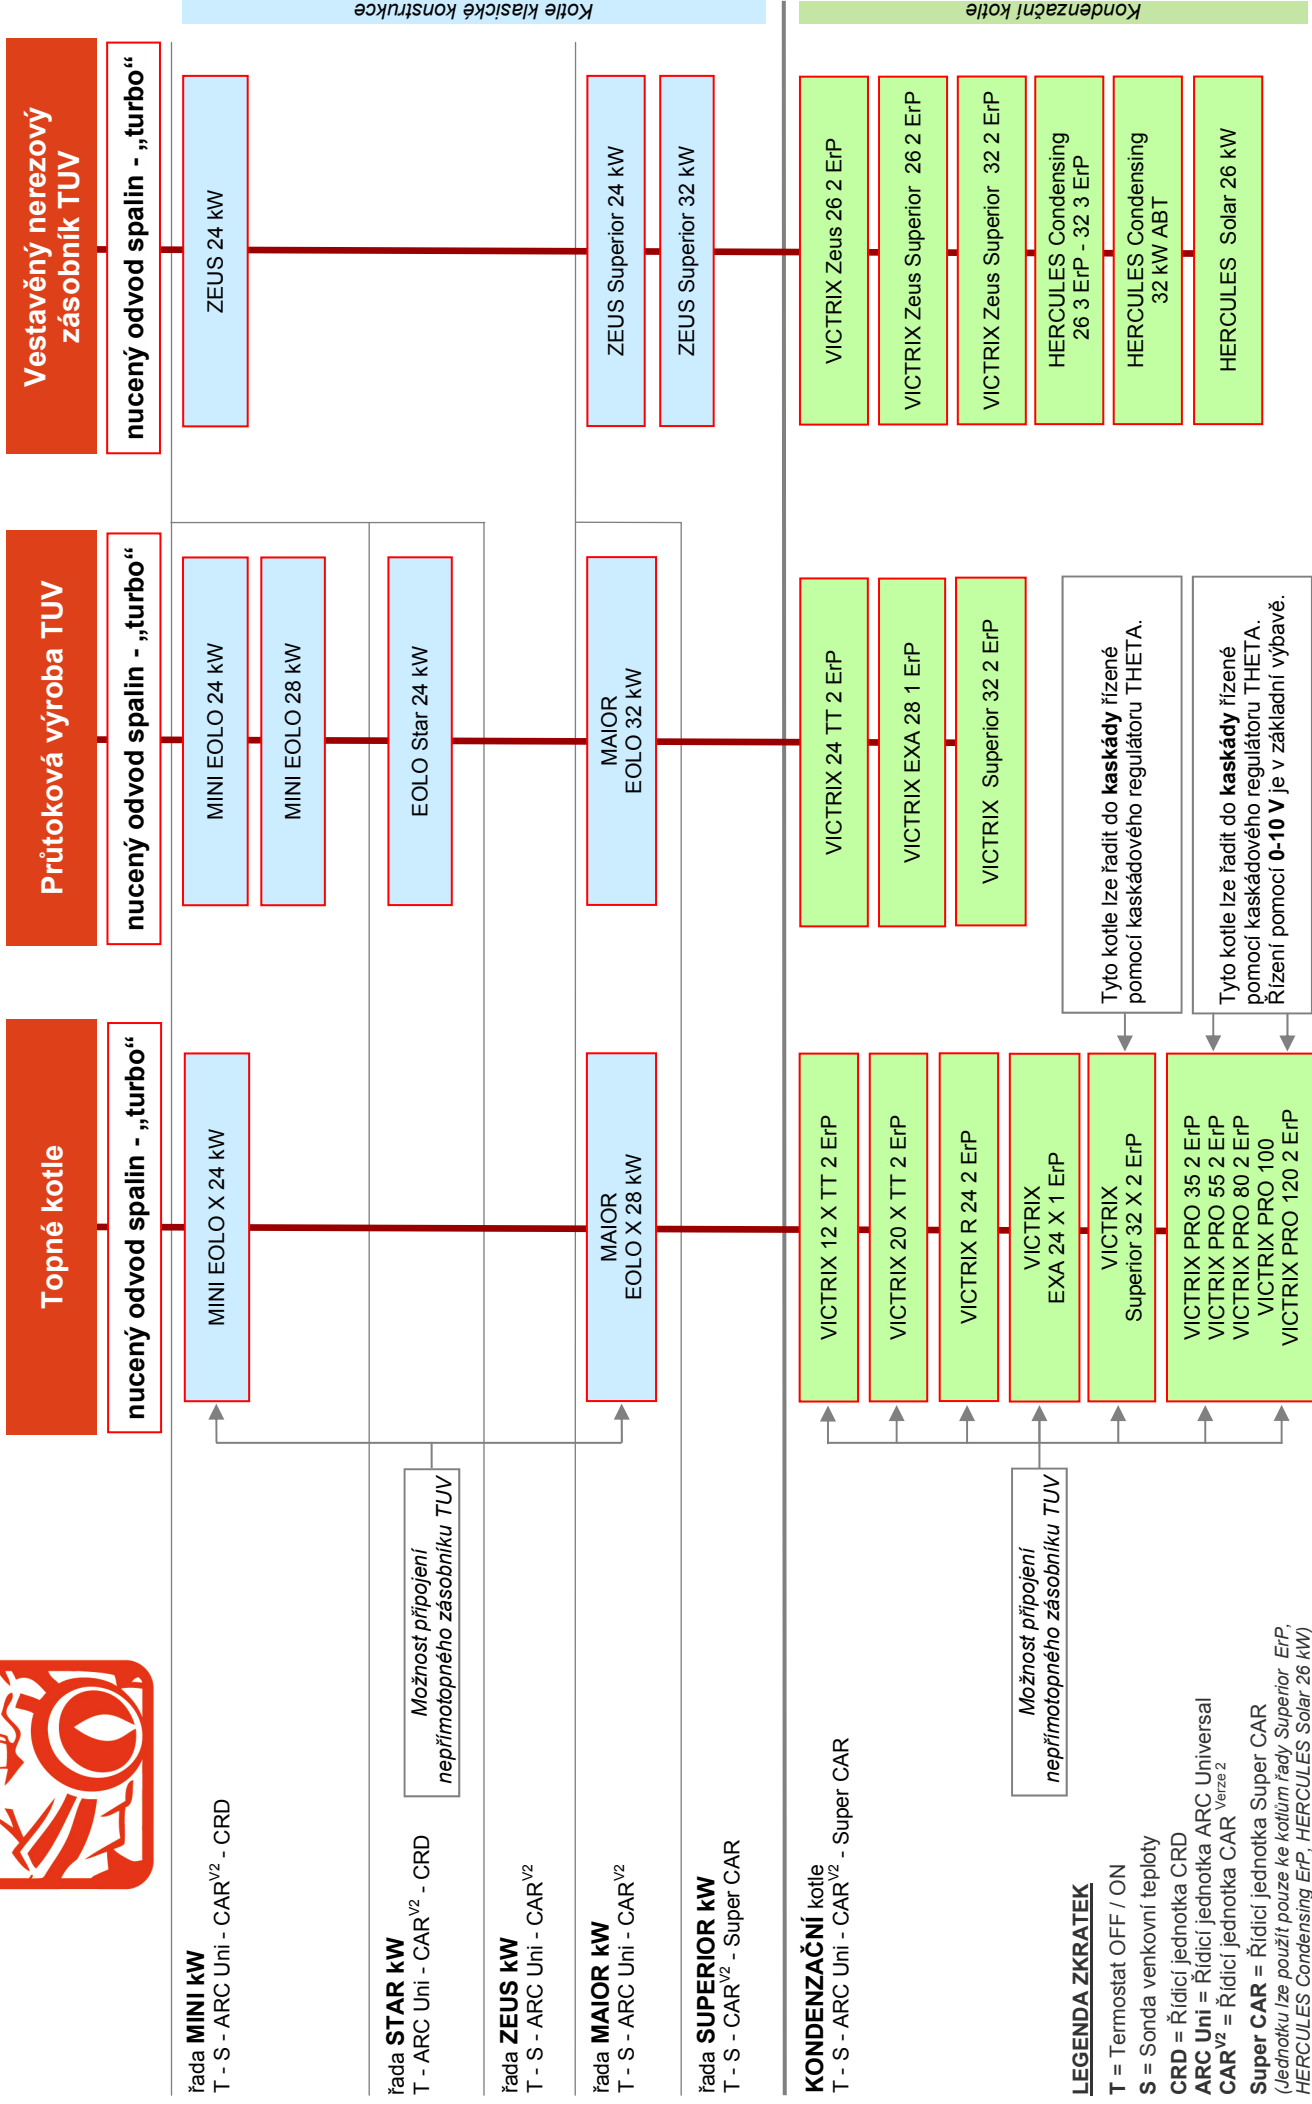 Topné kotle
Průtoková výroba TUV
Vestavěný nerezový
zásobník TUV
nucený odvod spalin - „turbo“
nucený odvod spalin - „turbo“
nucený odvod spalin - „turbo“
Kotle klasické konstrukce
řada MINI kW
T - S - ARC Uni - CARV2 - CRD
MINI EOLO X 24 kW
MINI EOLO 24 kW
MINI EOLO 28 kW
ZEUS 24 kW
Možnost připojení
nepřímotopného zásobníku TUV
řada STAR kW
T - ARC Uni - CARV2 - CRD
EOLO Star 24 kW
řada ZEUS kW
T - S - ARC Uni - CARV2
řada MAIOR kW
T - S - ARC Uni - CARV2
MAIOR
EOLO X 28 kW
MAIOR
EOLO 32 kW
ZEUS Superior 24 kW
ZEUS Superior 32 kW
řada SUPERIOR kW
T - S - CARV2 - Super CAR
Kondenzační kotle
KONDENZAČNÍ kotle
T - S - ARC Uni - CARV2 - Super CAR
Možnost připojení
nepřímotopného zásobníku TUV
VICTRIX 12 X TT 2 ErP
VICTRIX 20 X TT 2 ErP
VICTRIX R 24 2 ErP
VICTRIX
EXA 24 X 1 ErP
VICTRIX
Superior 32 X 2 ErP
VICTRIX PRO 35 2 ErP
VICTRIX PRO 55 2 ErP
VICTRIX PRO 80 2 ErP
VICTRIX PRO 100
VICTRIX PRO 120 2 ErP
VICTRIX 24 TT 2 ErP
VICTRIX EXA 28 1 ErP
VICTRIX Superior 32 2 ErP
Tyto kotle lze řadit do kaskády řízené
pomocí kaskádového regulátoru THETA.
Tyto kotle lze řadit do kaskády řízené
pomocí kaskádového regulátoru THETA.
Řízení pomocí 0-10 V je v základní výbavě.
VICTRIX Zeus 26 2 ErP
VICTRIX Zeus Superior 26 2 ErP
VICTRIX Zeus Superior 32 2 ErP
HERCULES Condensing
26 3 ErP - 32 3 ErP
HERCULES Condensing
32 kW ABT
HERCULES Solar 26 kW
LEGENDA ZKRATEK
T = Termostat OFF / ON
S = Sonda venkovní teploty
CRD = Řídicí jednotka CRD
ARC Uni = Řídicí jednotka ARC Universal
CARV2 = Řídicí jednotka CAR Verze 2
Super CAR = Řídicí jednotka Super CAR
(Jednotku lze použít pouze ke kotlům řady Superior ErP,
HERCULES Condensing ErP, HERCULES Solar 26 kW)